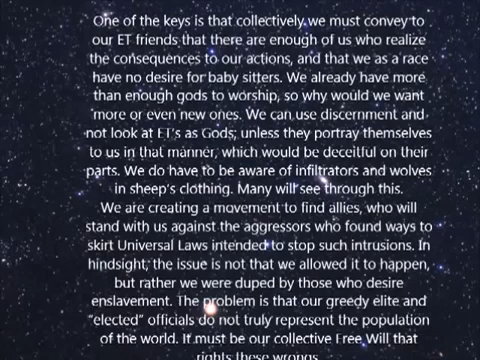 One of the keys is that collectively we must convey to
our ET friends that there are enough of us who realize
the consequences to our actions, and that we as a race
have no desire for baby sitters. We already have more
than enough gods to worship, so why would we want
more or even new ones. We can use discernment and
not look at ET's as Gods; unless they portray themselves
to us in that manner, which would be deceitful on their
parts. We do have to be aware of infiltrators and wolves
in sheep's clothing. Many will see through this.
We are creating a movement to find allies, who will
stand with us against the aggressors who found ways to
skirt Universal Laws intended to stop such intrusions. In
hindsight, the issue is not that we allowed it to happen,
but rather we were duped by those who desire
enslavement. The problem is that our greedy elite and
"elected" officials do not truly represent the population
of the world. It must be our collective Free Will that
rights these wrongs